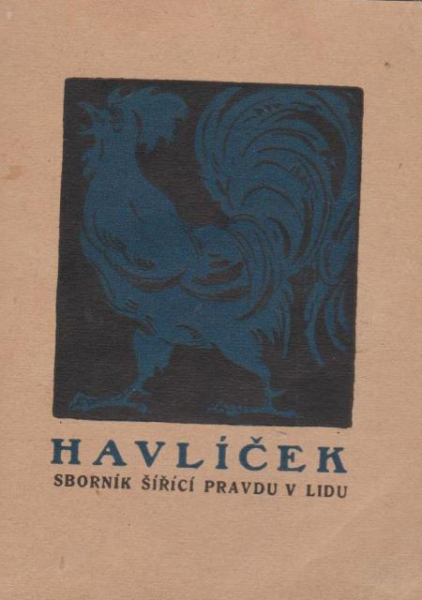 HAVLÍČEK
SBORNÍK ŠÍŘÍCÍ PRAVDU V LIDU